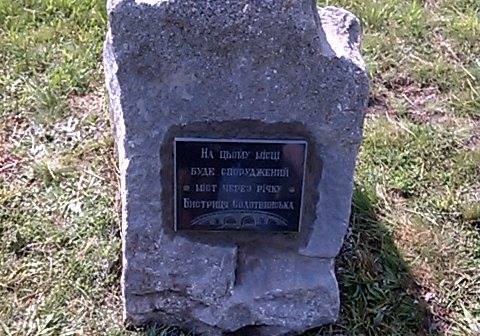 На цьому місці
буде споруджений
міст через річку
Бистриця Солотвинська